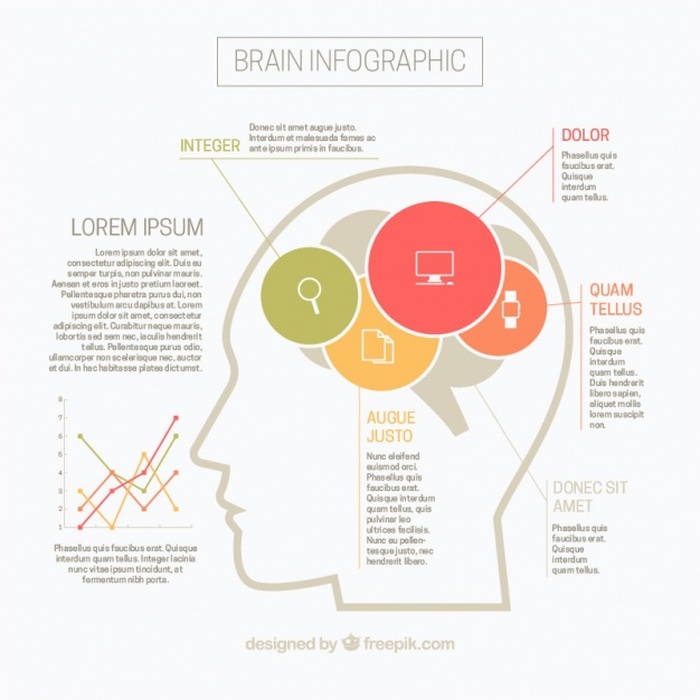 BRAIN INFOGRAPHIC
INTEGER
Donec sit amet augue justo.
Interdum et malesuada fames ac
ante ipsum primis in faucibus.
DOLOR
Phasellus quis
faucibus erat.
Quisque
interdum
quam tellus.
LOREM IPSUM
Lorem ipsum dolor sit amet,
consectetur adipiscing elit. Duis eu
semper turpis, non pulvinar mauris.
Aenean et eros in justo pretium laoreet.
Pellentesque pharetra purus dui, non
vestibulum arcu dapibus at. Lorem
ipsum dolor sit amet, consectetur
adipiscing elit. Curabitur neque mauris,
lobortis sed sem nec, iaculis hendrerit
tellus. Pellentesque mauris odio,
ullamcorper non scelerisque nec, auctor
et dui. In hac habitasse platea dictumst.
QUAM
TELLUS
Phasellus quis
faucibus erat.
Quisque
interdum
quam tellus.
Duis hendrerit
libero sapien,
aliquet mollis
lorem suscipit
non.
8
7
6
5
4
3
2
1
Phasellus quis faucibus erat. Quisque
interdum quam tellus. Integer lacinia
nunc vitae ipsum tincidunt, at
fermentum nibh porta.
AUGUE
JUSTO
Nunc eleifend
euismod orci.
Phasellus quis
faucibus erat.
Quisque interdum
quam tellus, quis
pulvinar leo
ultrices facilisis.
Nunc eu pellen-
tesque justo, nec
hendrerit libero.
DONEC SIT
AMET
Phasellus quis
faucibus erat.
Quisque
interdum
quam tellus.
designed by freepik.com